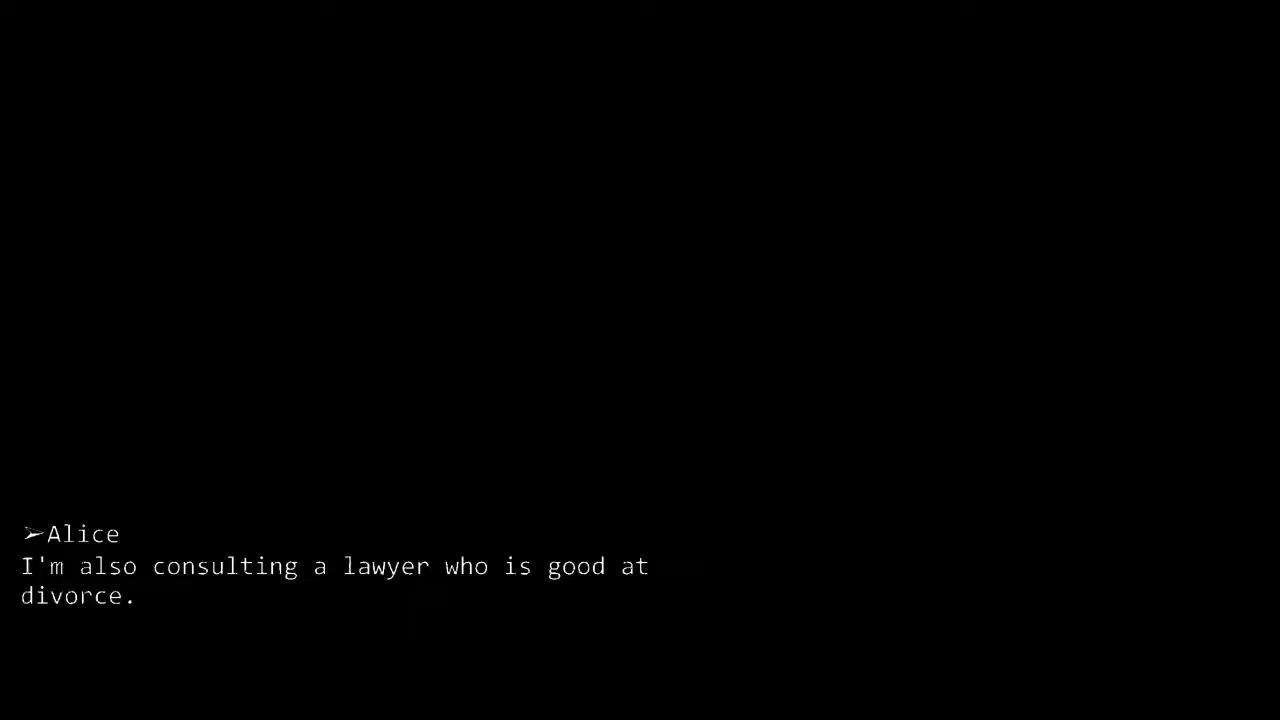 ➢Alice
I'm also consulting a lawyer who is good at
divorce.